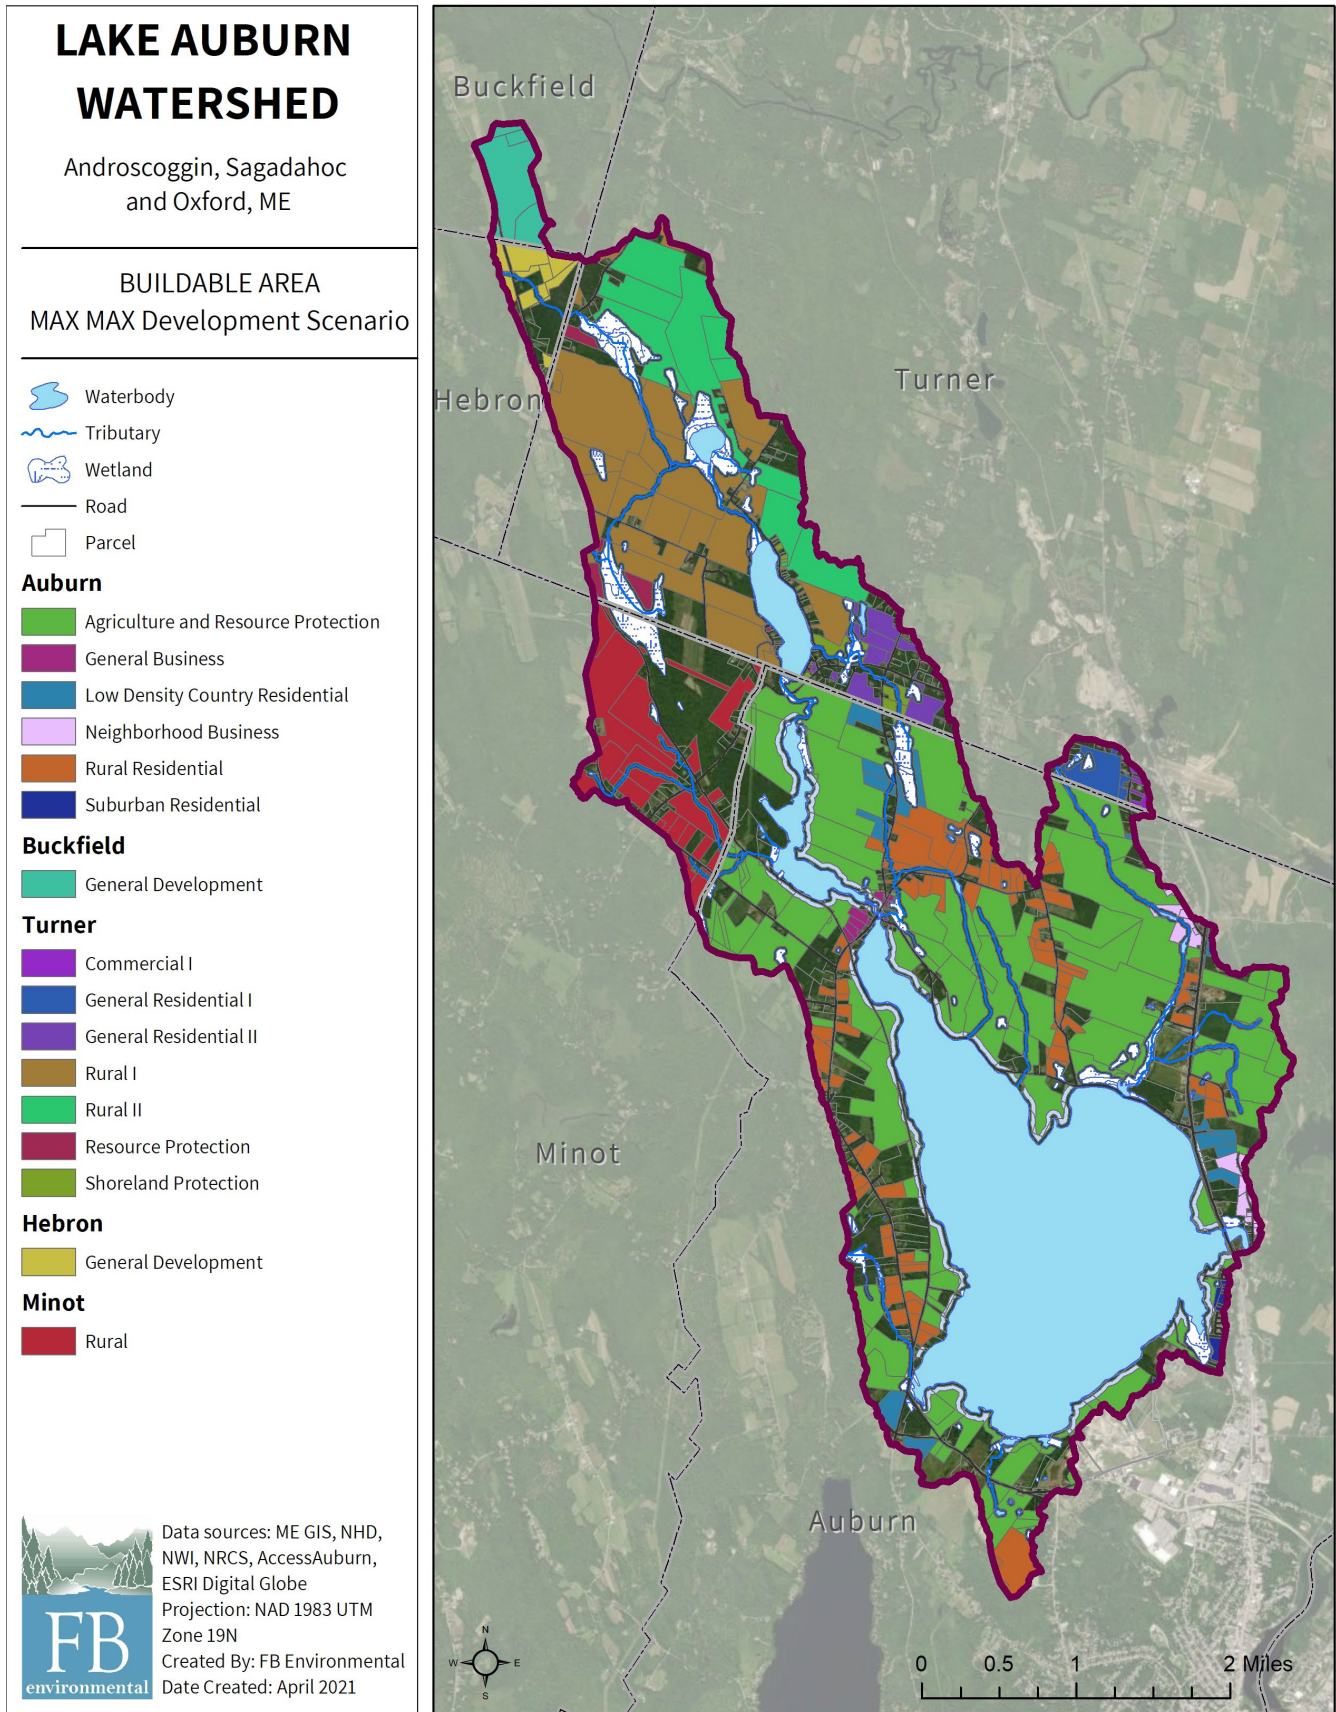 LAKE AUBURN
WATERSHED
Androscoggin, Sagadahoc
and Oxford, ME
BUILDABLE AREA
MAX MAX Development Scenario
Waterbody
Tributary
Wetland
Road
Parcel
Auburn
Agriculture and Resource Protection
General Business
Low Density Country Residential
Neighborhood Business
Rural Residential
Suburban Residential
Buckfield
General Development
Turner
Commercial I
General Residential I
General Residential II
Rural I
Rural II
Resource Protection
Shoreland Protection
Hebron
General Development
Minot
Rural
FB
environmental
Data sources: ME GIS, NHD,
NWI, NRCS, AccessAuburn,
ESRI Digital Globe
Projection: NAD 1983 UTM
Zone 19N
Created By: FB Environmental
Date Created: April 2021
Buckfield
Turner
Hebron
Minot
Auburn
N
W E
S
0 0.5 1 2 Miles